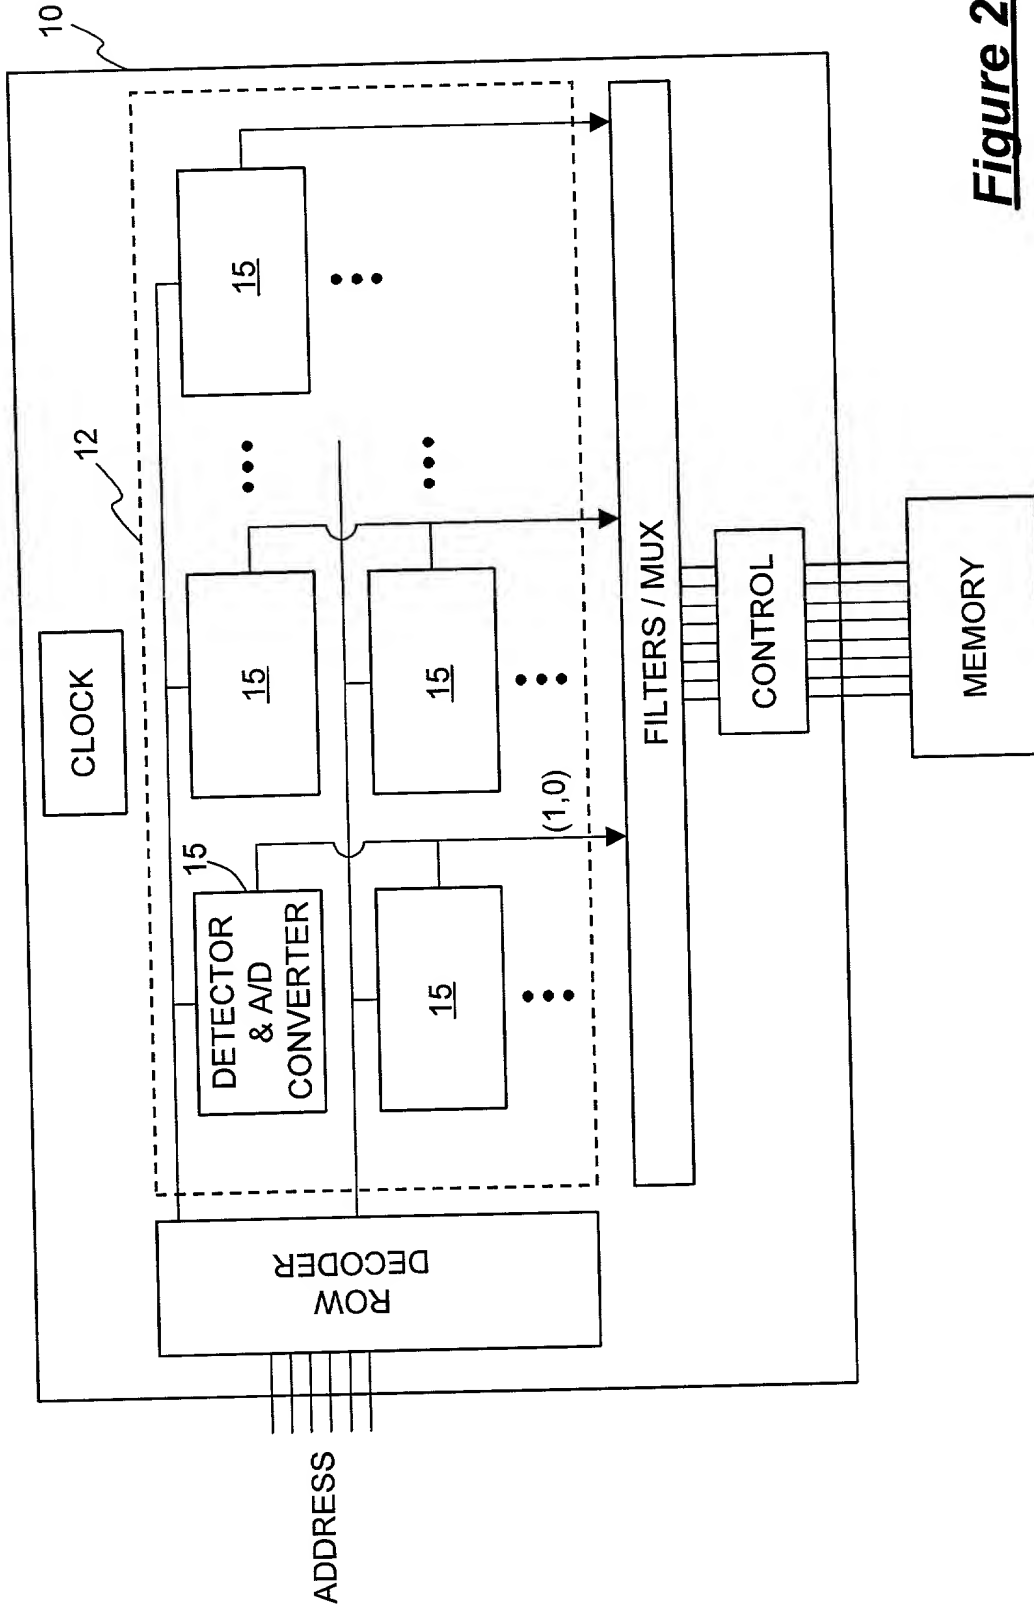 10
CLOCK
12
15
DETECTOR
& A/D
CONVERTER
15
15
15
15
(1,0)
ROW
DECODER
ADDRESS
FILTERS / MUX
CONTROL
MEMORY
Figure 2